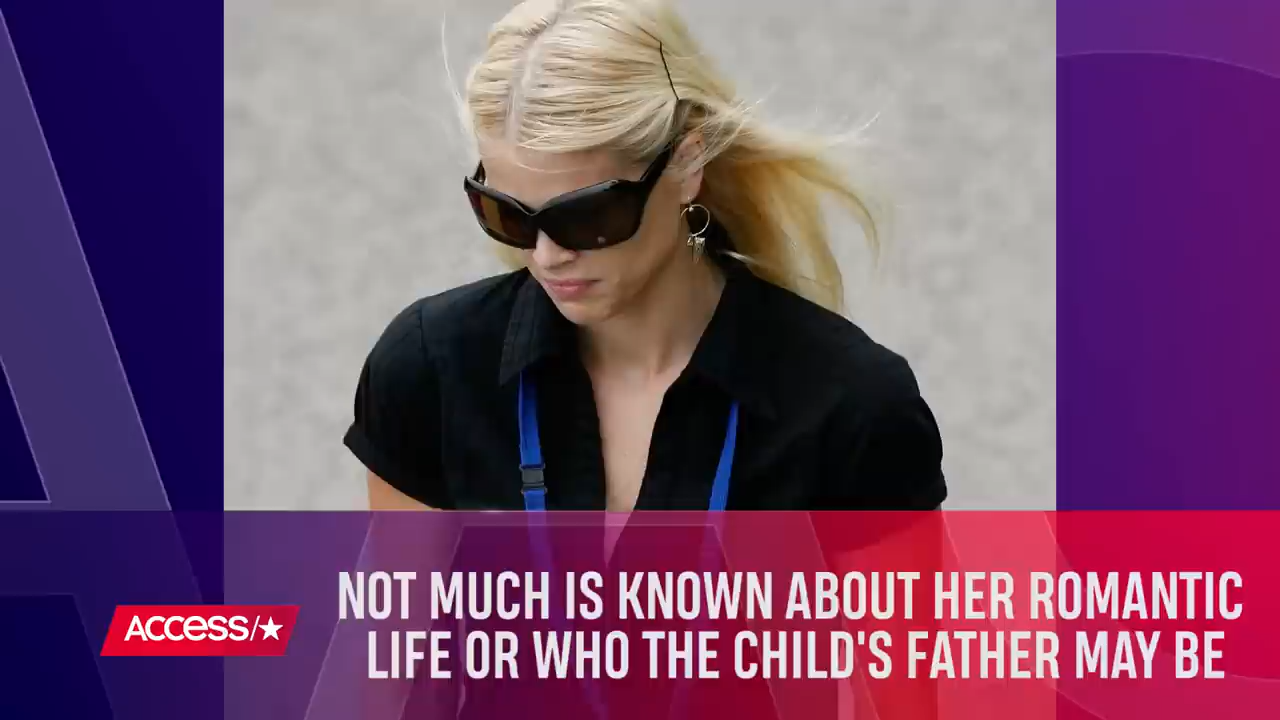 NOT MUCH IS KNOWN ABOUT HER ROMANTIC
LIFE OR WHO THE CHILD'S FATHER MAY BE
ACCESS/★